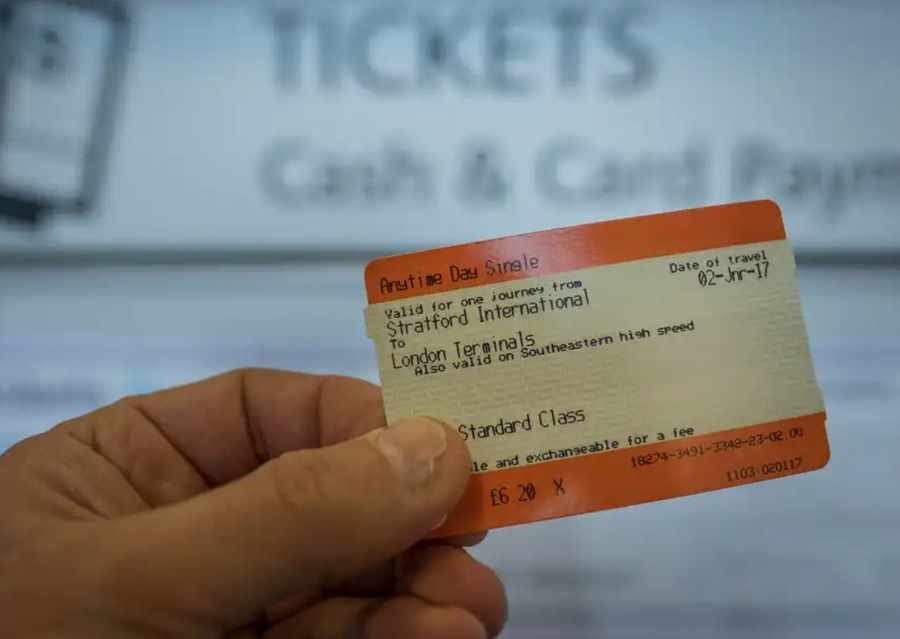 TICKETS
Cash & Card
Anytime Day Single
Date of travel
02-Jnr-17
Valid for one journey from
Stratford International
To
London Terminals
Also valid on Southeastern high speed
Standard Class
le and exchangeable for a fee
18274-3491-3342-23-02.00
£6.20 X
1103 020117